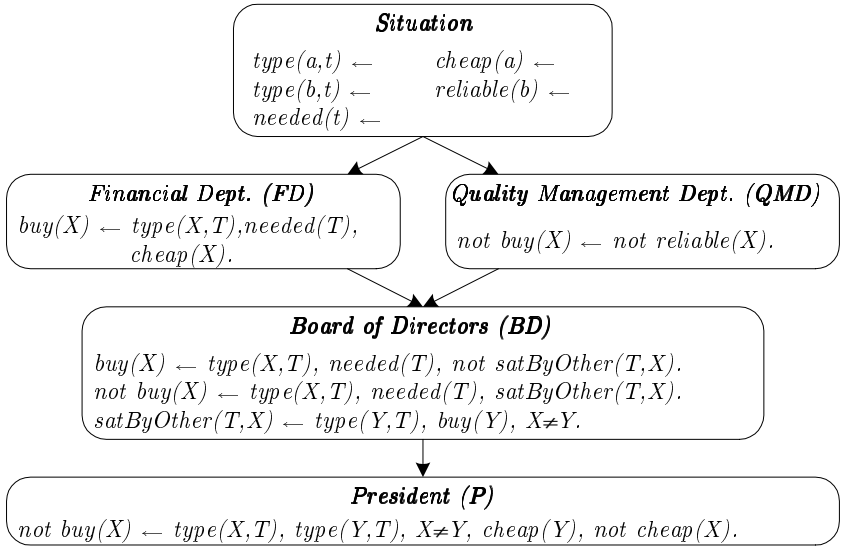 Situation
type(a,t) ←
cheap(a) ←
type(b,t) ←
reliable(b) ←
needed(t) ←
Financial Dept. (FD)
buy(X) ← type(X,T),needed(T),
cheap(X).
Quality Management Dept. (QMD)
not buy(X) ← not reliable(X).
Board of Directors (BD)
buy(X) ← type(X,T), needed(T), not satByOther(T,X).
not buy(X) ← type(X,T), needed(T), satByOther(T,X).
satByOther(T,X) ← type(Y,T), buy(Y), X≠Y.
President (P)
not buy(X) ← type(X,T), type(Y,T), X≠Y, cheap(Y), not cheap(X).